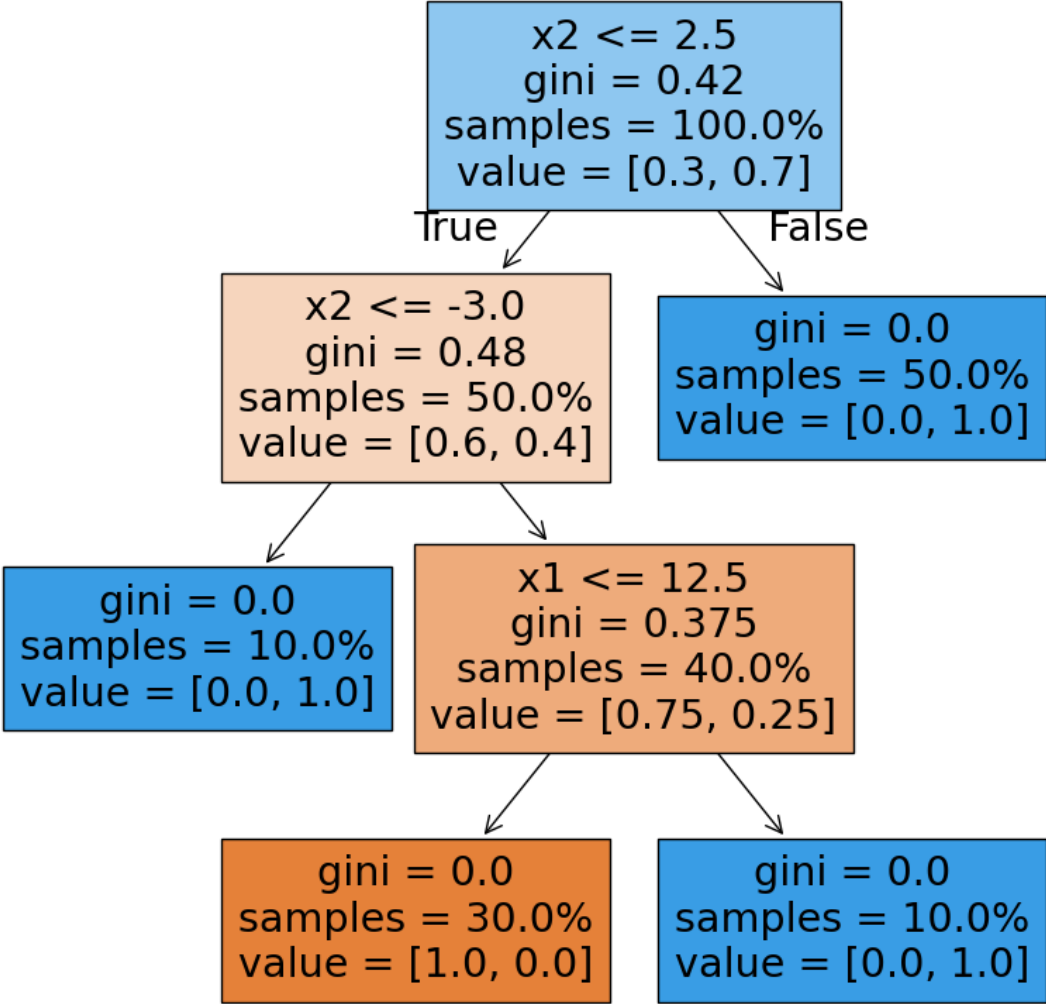 x2 <= 2.5
gini = 0.42
samples = 100.0%
value = [0.3, 0.7]
True
False
x2 <= -3.0
gini = 0.48
samples = 50.0%
value = [0.6, 0.4]
gini = 0.0
samples = 50.0%
value = [0.0, 1.0]
gini = 0.0
samples = 10.0%
value = [0.0, 1.0]
x1 <= 12.5
gini = 0.375
samples = 40.0%
value = [0.75, 0.25]
gini = 0.0
samples = 30.0%
value = [1.0, 0.0]
gini = 0.0
samples = 10.0%
value = [0.0, 1.0]